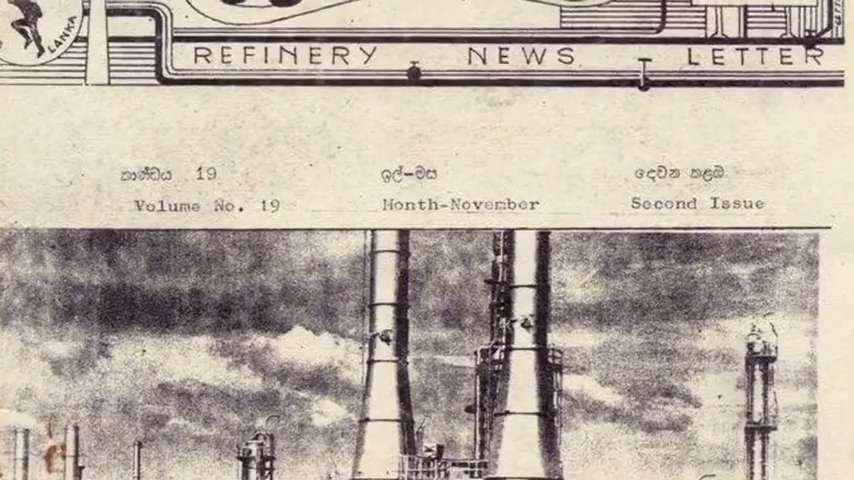 LANKA
REFINERY NEWS LETTER
කාණ්ඩය 19 ඉල්-මස දෙවන කළඹ
Volume No. 19 Month-November Second Issue